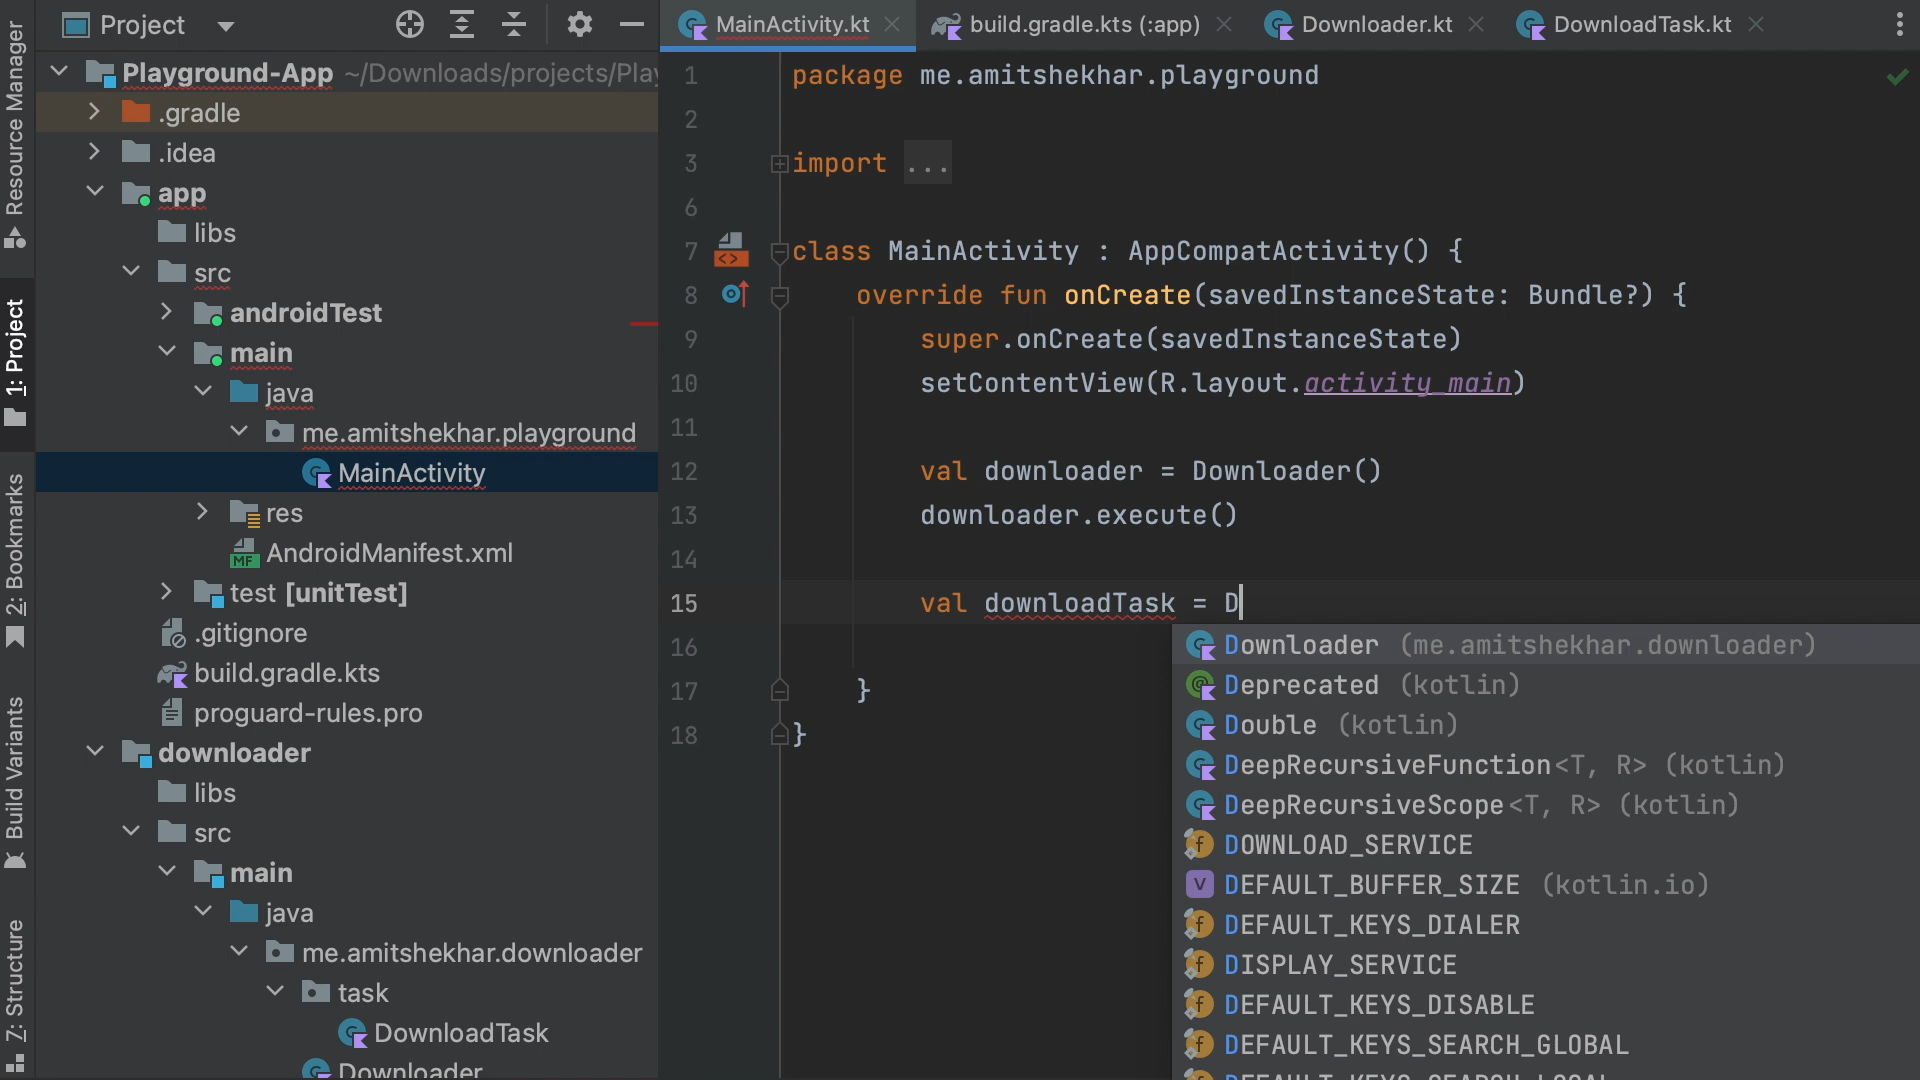 Project
Playground-App ~/Downloads/projects/Play
.gradle
.idea
app
libs
src
androidTest
main
java
me.amitshekhar.playground
MainActivity
res
MF AndroidManifest.xml
test [unitTest]
.gitignore
build.gradle.kts
proguard-rules.pro
downloader
libs
src
main
java
me.amitshekhar.downloader
task
DownloadTask
Downloader
Resource Manager
1: Project
2: Bookmarks
Build Variants
7: Structure
MainActivity.kt
build.gradle.kts (:app)
Downloader.kt
DownloadTask.kt
1 package me.amitshekhar.playground
2
3 import ...
6
7 class MainActivity : AppCompatActivity() {
8 override fun onCreate(savedInstanceState: Bundle?) {
9 super.onCreate(savedInstanceState)
10 setContentView(R.layout.activity_main)
11
12 val downloader = Downloader()
13 downloader.execute()
14
15 val downloadTask = D
16
17 }
18 }
Downloader (me.amitshekhar.downloader)
Deprecated (kotlin)
Double (kotlin)
DeepRecursiveFunction<T, R> (kotlin)
DeepRecursiveScope<T, R> (kotlin)
DOWNLOAD_SERVICE
DEFAULT_BUFFER_SIZE (kotlin.io)
DEFAULT_KEYS_DIALER
DISPLAY_SERVICE
DEFAULT_KEYS_DISABLE
DEFAULT_KEYS_SEARCH_GLOBAL
DEFAULT_KEYS_SEARCH_LOCAL